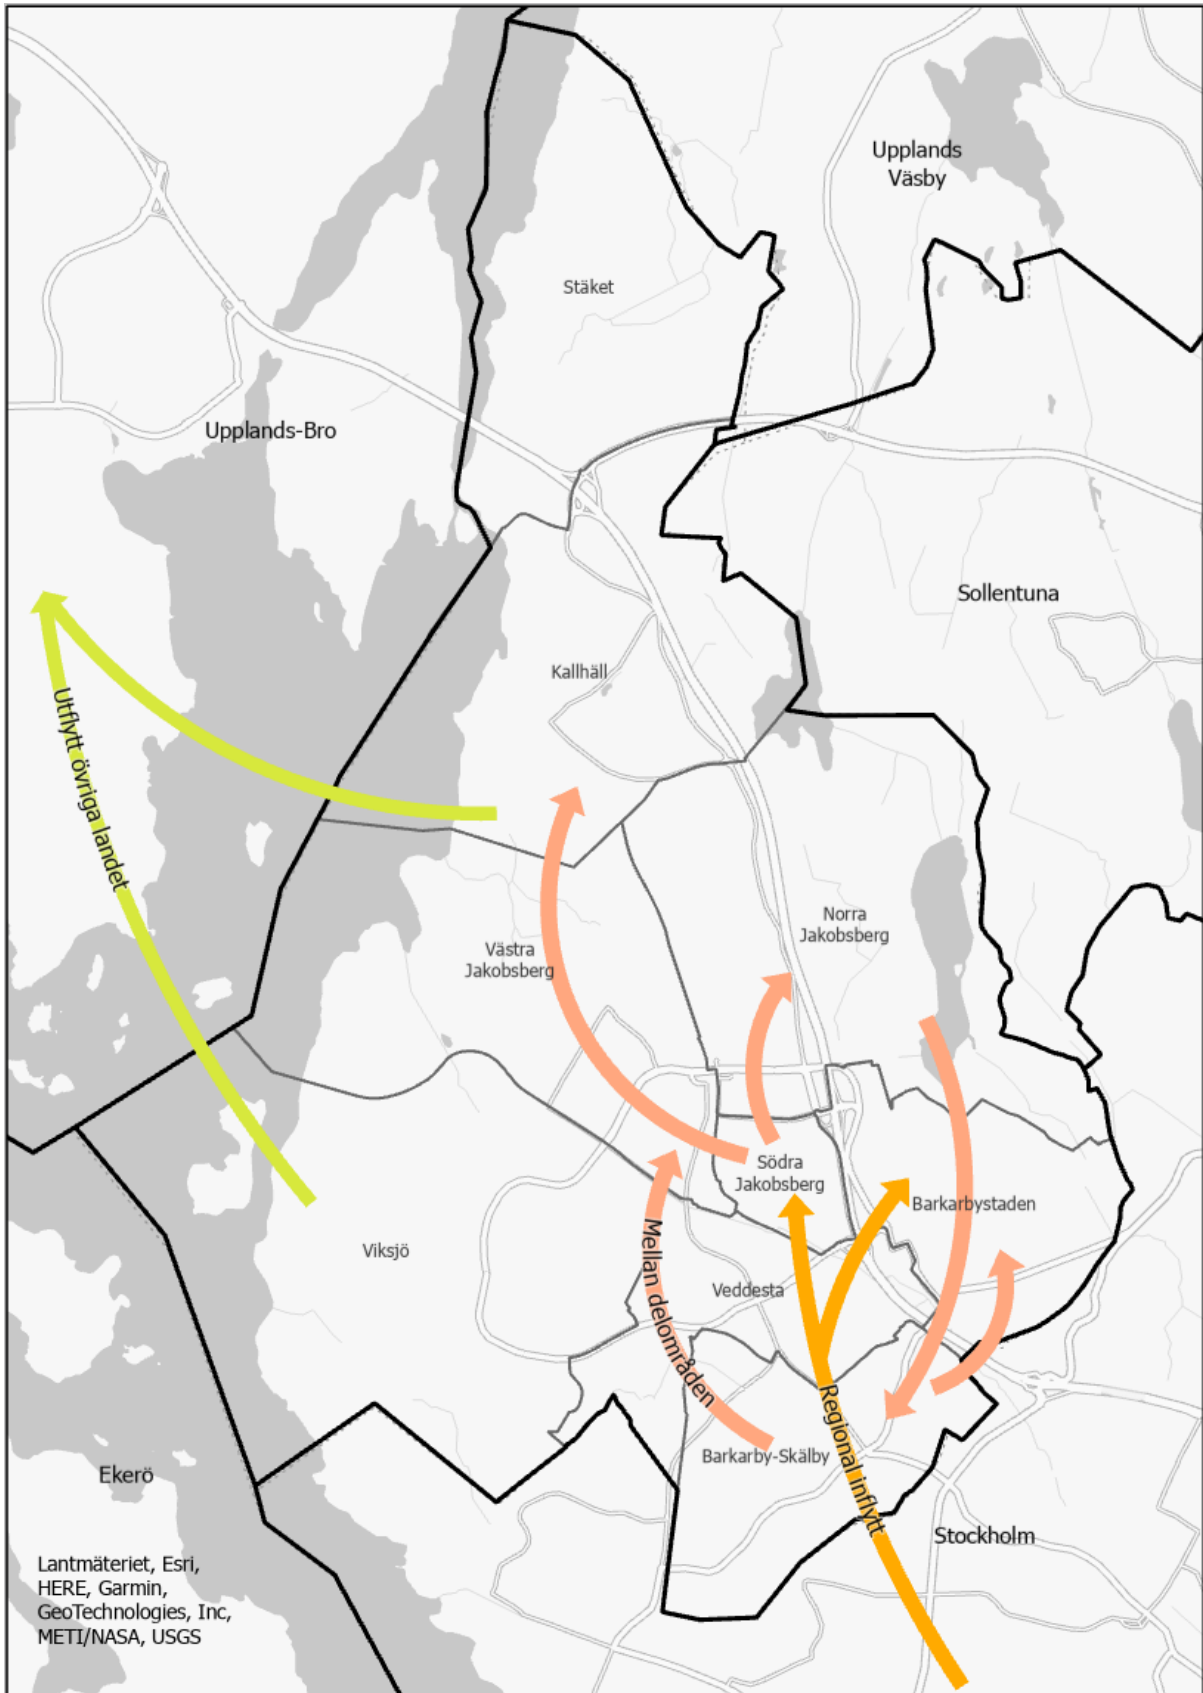 Upplands
Väsby
Stäket
Upplands-Bro
Sollentuna
Kallhäll
Utflytt övriga landet
Norra
Jakobsberg
Västra
Jakobsberg
Södra
Jakobsberg
Barkarbystaden
Viksjö
Veddesta
Mellan delområden
Regional inflytt
Barkarby-Skälby
Ekerö
Stockholm
Lantmäteriet, Esri,
HERE, Garmin,
GeoTechnologies, Inc,
METI/NASA, USGS